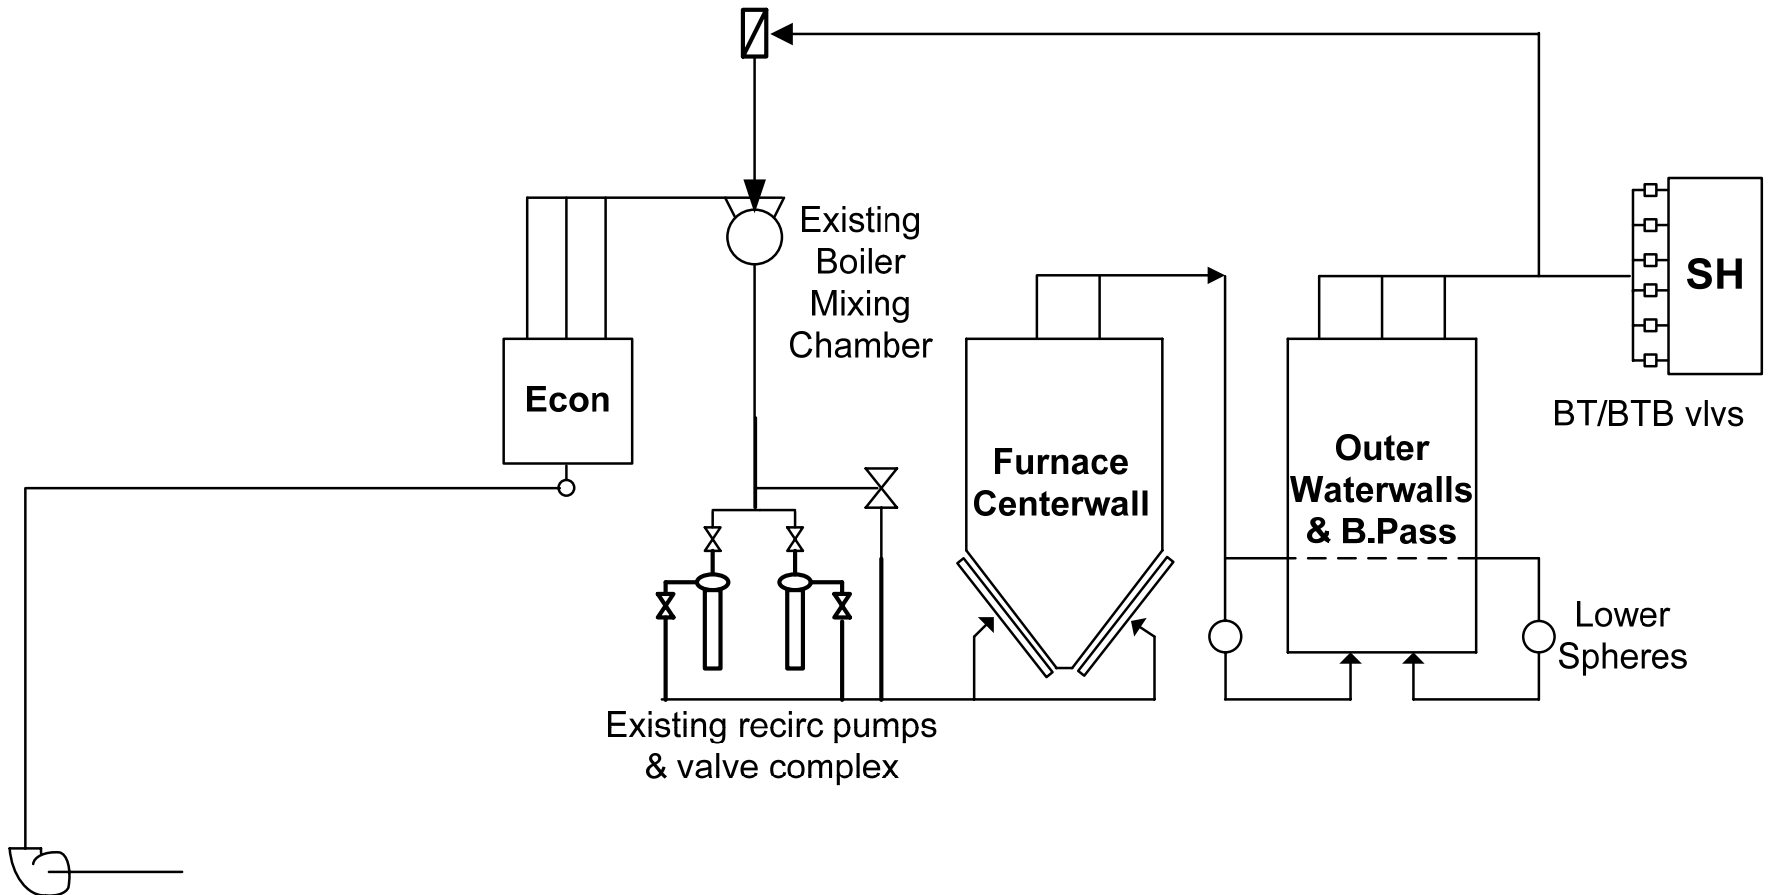 Existing
Boiler
Mixing
Chamber
Econ
SH
BT/BTB vlvs
Furnace
Centerwall
Outer
Waterwalls
& B.Pass
Lower
Spheres
Existing recirc pumps
& valve complex